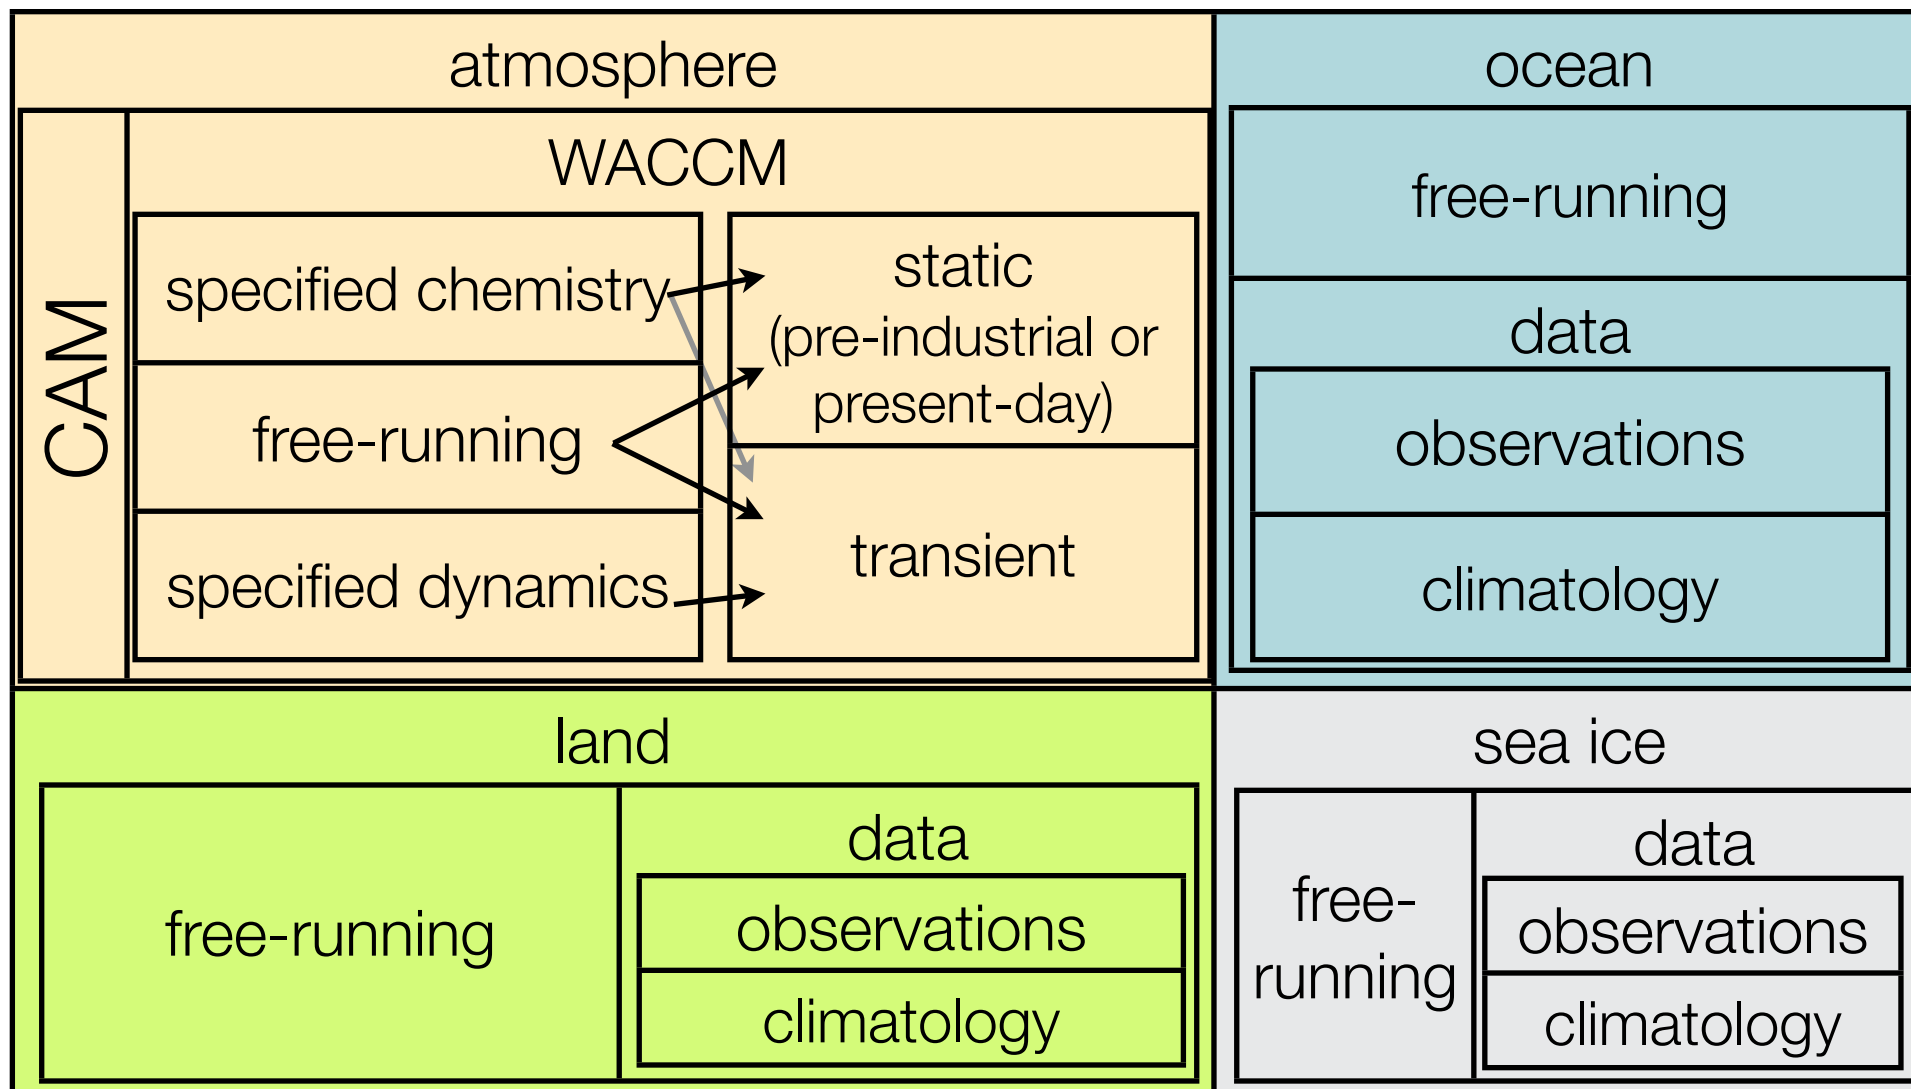 atmosphere
CAM
WACCM
specified chemistry
free-running
specified dynamics
static
(pre-industrial or
present-day)
transient
ocean
free-running
data
observations
climatology
land
free-running
data
observations
climatology
sea ice
free-
running
data
observations
climatology